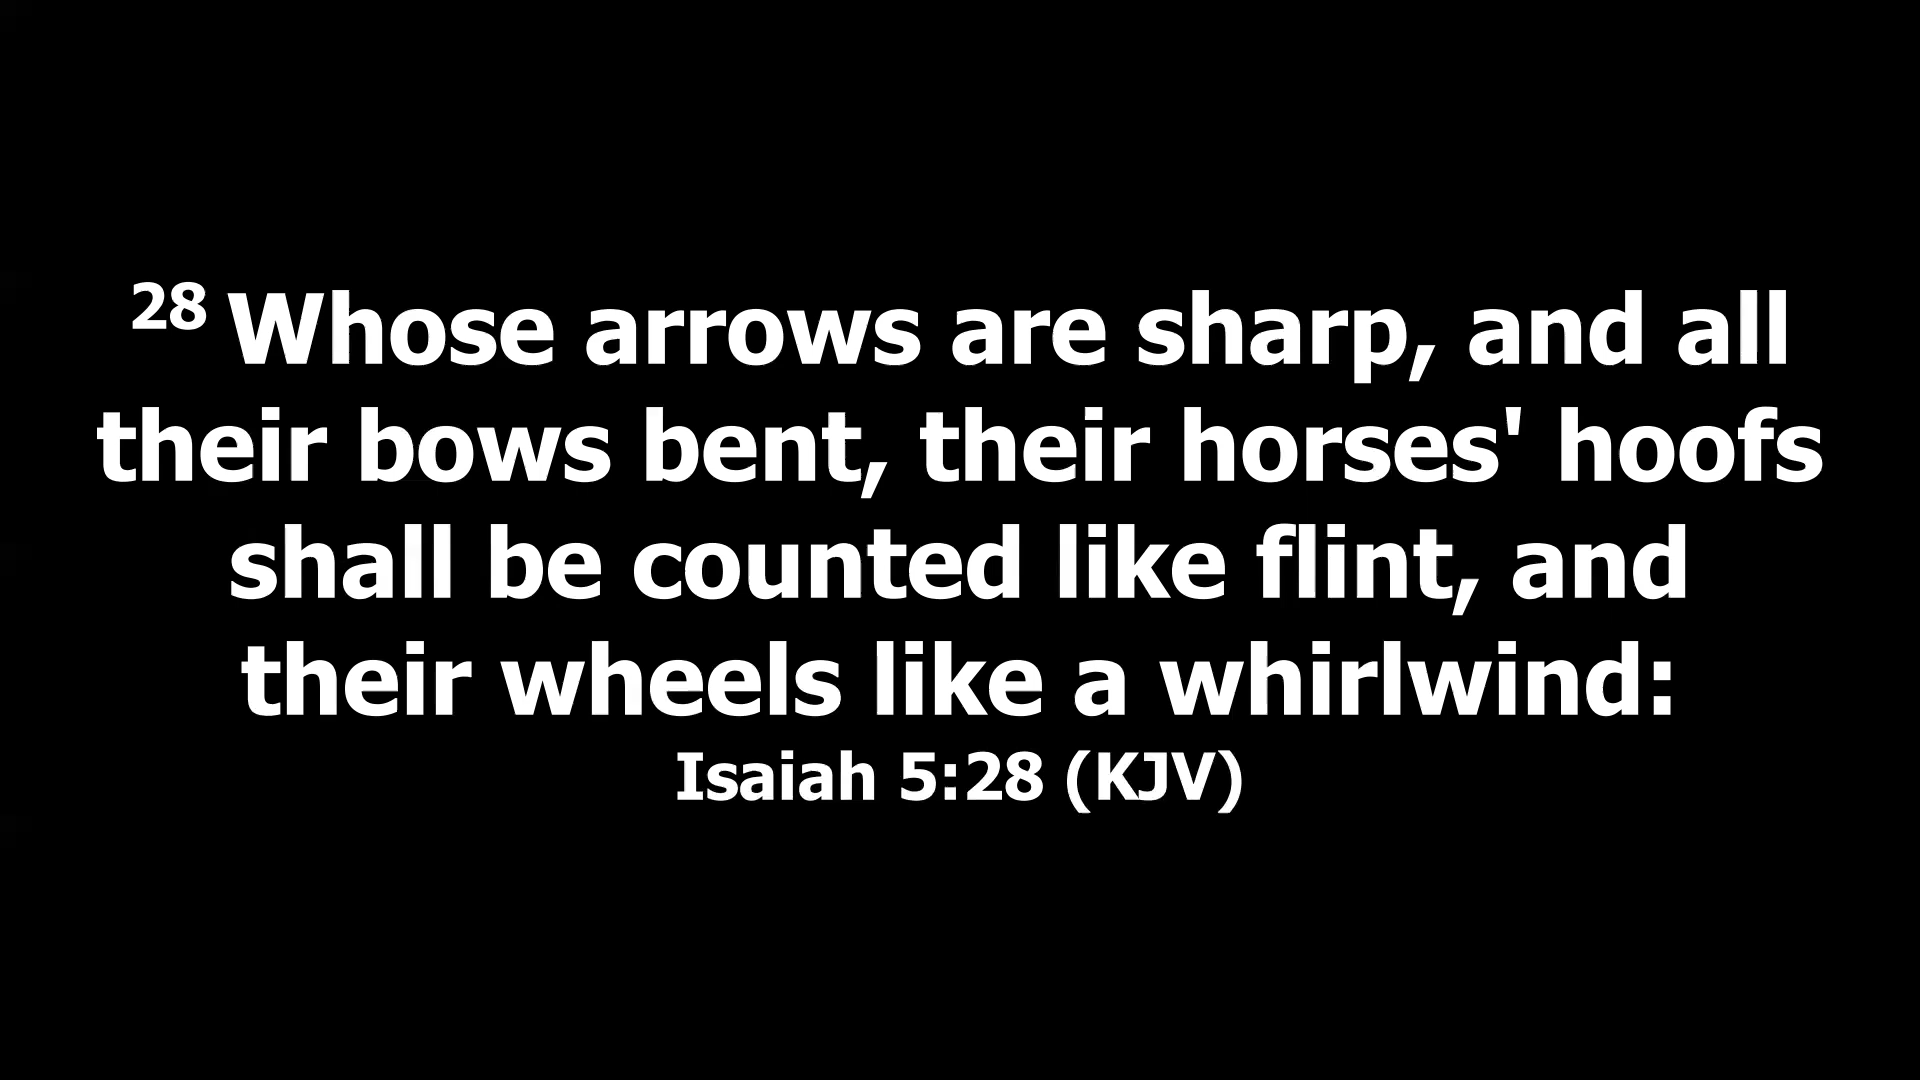 28 Whose arrows are sharp, and all
their bows bent, their horses' hoofs
shall be counted like flint, and
their wheels like a whirlwind:
Isaiah 5:28 (KJV)